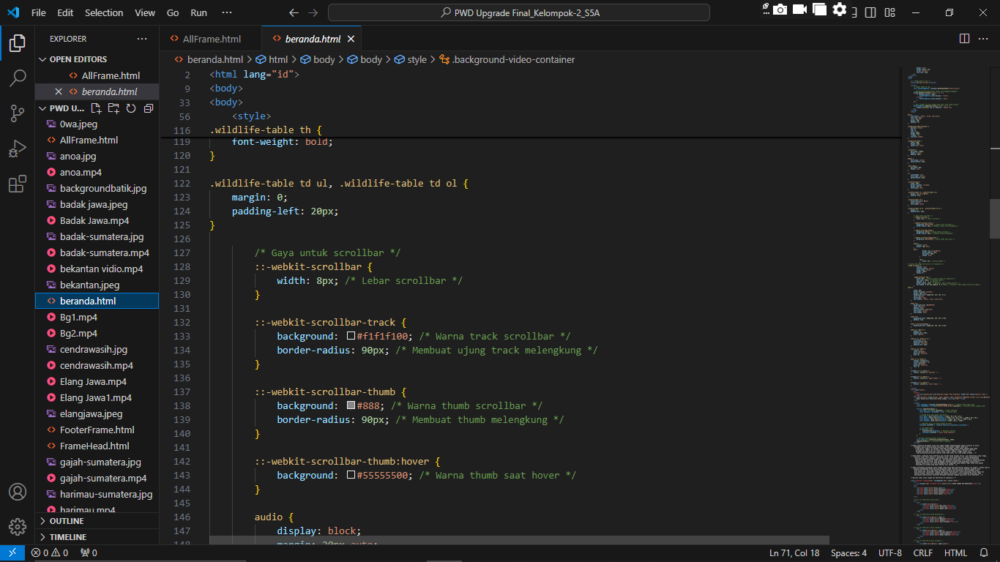 File Edit Selection View Go Run ··· PWD Upgrade Final_Kelompok-2_S5A
EXPLORER
OPEN EDITORS
AllFrame.html
beranda.html
PWD U...
0wa.jpeg
AllFrame.html
anoa.jpg
anoa.mp4
backgroundbatik.jpg
badak jawa.jpeg
Badak Jawa.mp4
badak-sumatera.jpg
badak-sumatera.mp4
bekantan vidio.mp4
bekantan.jpeg
beranda.html
Bg1.mp4
Bg2.mp4
cendrawasih.jpg
cendrawasih.mp4
Elang Jawa.mp4
Elang Jawa1.mp4
elangjawa.jpeg
FooterFrame.html
FrameHead.html
gajah-sumatera.jpg
gajah-sumatera.mp4
harimau-sumatera.jpg
harimau.mp4
OUTLINE
TIMELINE
AllFrame.html beranda.html
beranda.html > html > body > body > style > .background-video-container
2 <html lang="id">
9 <body>
33 <body>
56 <style>
116 .wildlife-table th {
119 font-weight: bold;
120 }
121
122 .wildlife-table td ul, .wildlife-table td ol {
123 margin: 0;
124 padding-left: 20px;
125 }
126
127 /* Gaya untuk scrollbar */
128 ::-webkit-scrollbar {
129 width: 8px; /* Lebar scrollbar */
130 }
131
132 ::-webkit-scrollbar-track {
133 background: #f1f1f100; /* Warna track scrollbar */
134 border-radius: 90px; /* Membuat ujung track melengkung */
135 }
136
137 ::-webkit-scrollbar-thumb {
138 background: #888; /* Warna thumb scrollbar */
139 border-radius: 90px; /* Membuat thumb melengkung */
140 }
141
142 ::-webkit-scrollbar-thumb:hover {
143 background: #55555500; /* Warna thumb saat hover */
144 }
145
146 audio {
147 display: block;
148 margin: 20px auto;
0 0 0 Ln 71, Col 18 Spaces: 4 UTF-8 CRLF HTML